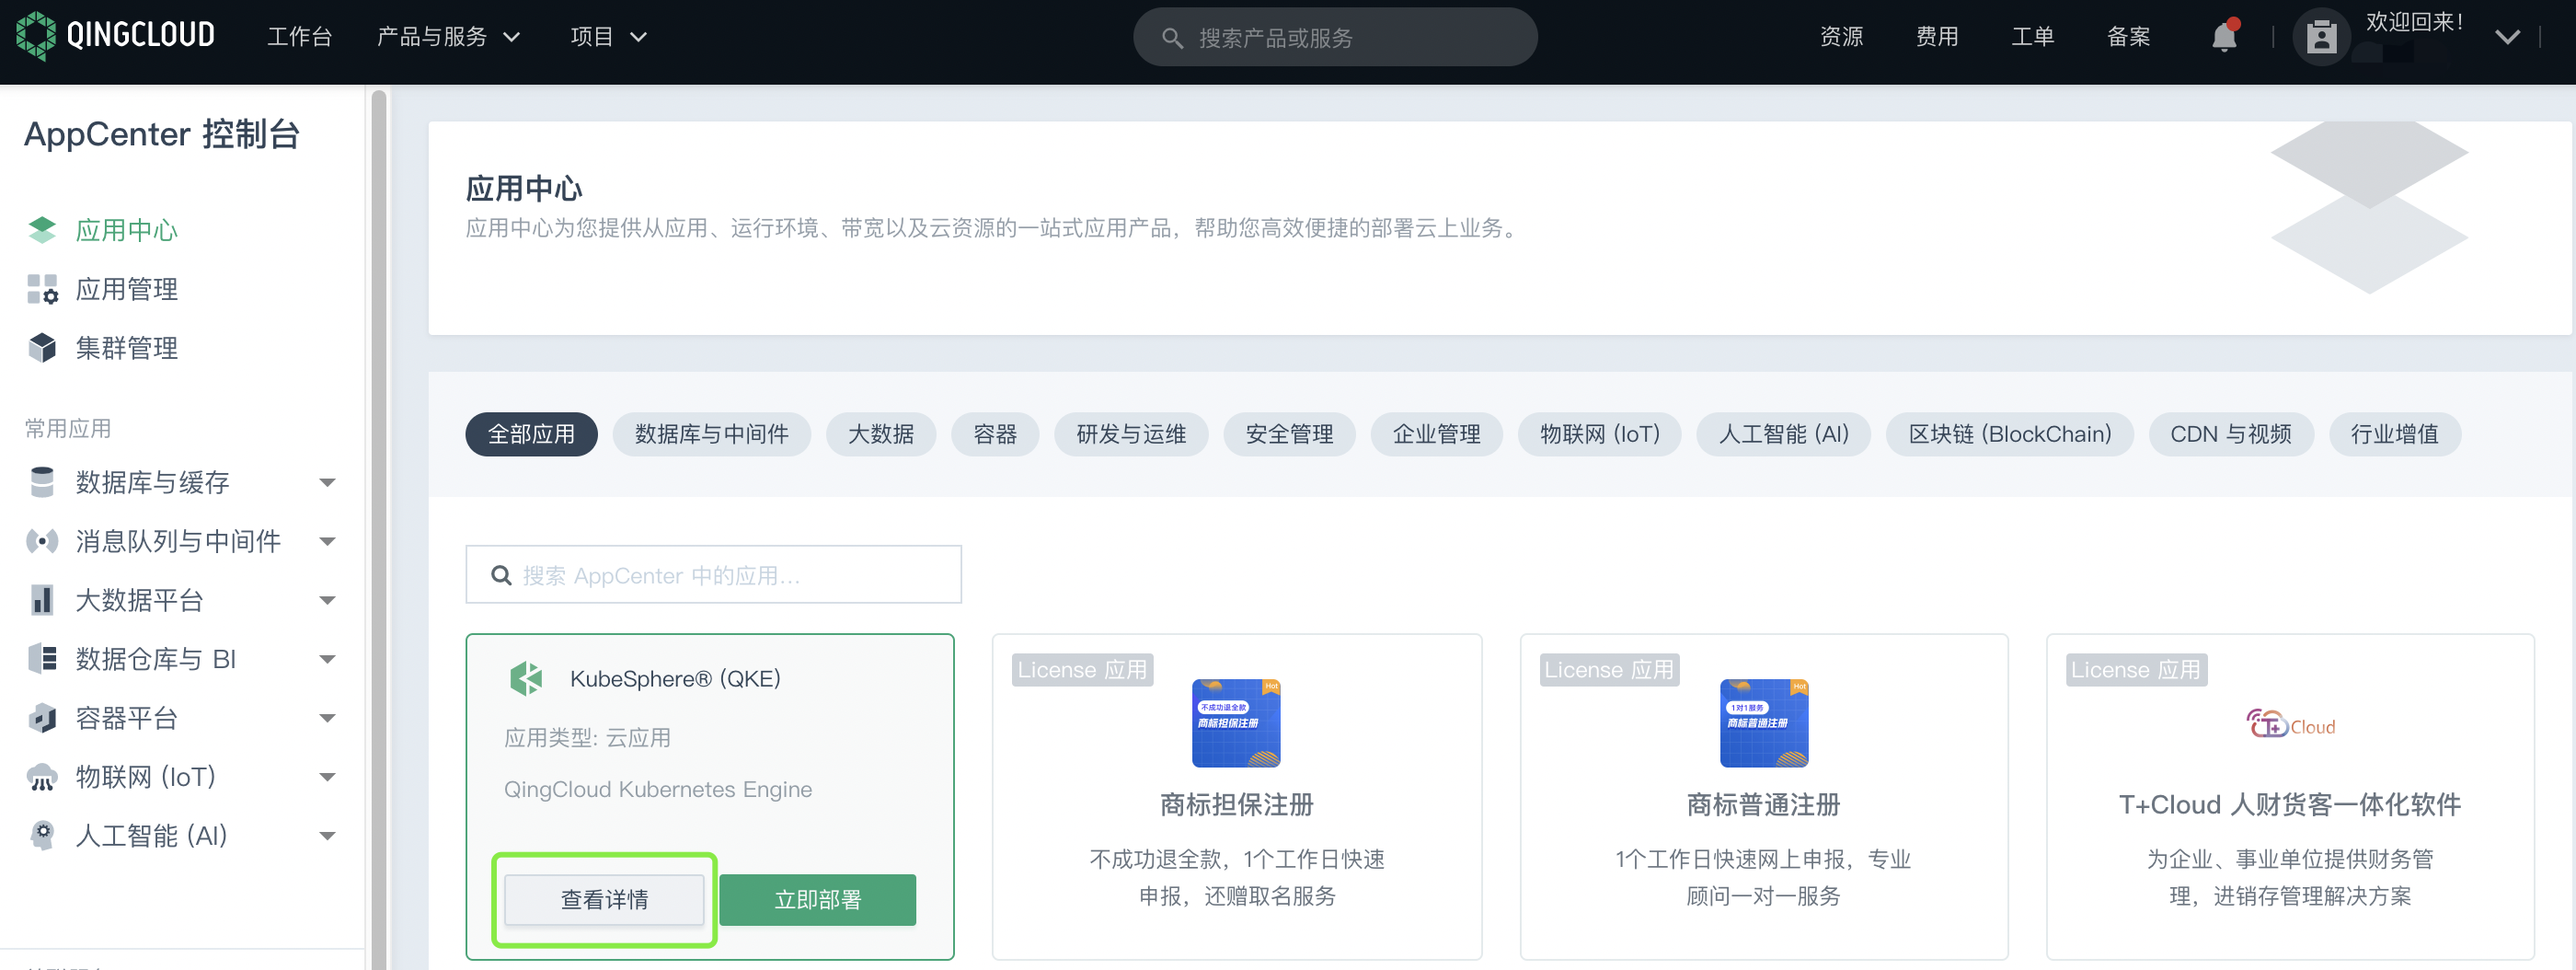 QINGCLOUD 工作台 产品与服务 项目 搜索产品或服务 资源 费用 工单 备案 欢迎回来！
AppCenter 控制台
应用中心
应用管理
集群管理
常用应用
数据库与缓存
消息队列与中间件
大数据平台
数据仓库与 BI
容器平台
物联网 (IoT)
人工智能 (AI)
应用中心
应用中心为您提供从应用、运行环境、带宽以及云资源的一站式应用产品，帮助您高效便捷的部署云上业务。
全部应用 数据库与中间件 大数据 容器 研发与运维 安全管理 企业管理 物联网 (IoT) 人工智能 (AI) 区块链 (BlockChain) CDN 与视频 行业增值
搜索 AppCenter 中的应用...
KubeSphere® (QKE)
应用类型: 云应用
QingCloud Kubernetes Engine
查看详情 立即部署
License 应用
Hot
不成功退全款
商标担保注册
商标担保注册
不成功退全款，1个工作日快速
申报，还赠取名服务
License 应用
Hot
1对1服务
商标普通注册
商标普通注册
1个工作日快速网上申报，专业
顾问一对一服务
License 应用
T+ Cloud
T+Cloud 人财货客一体化软件
为企业、事业单位提供财务管
理，进销存管理解决方案